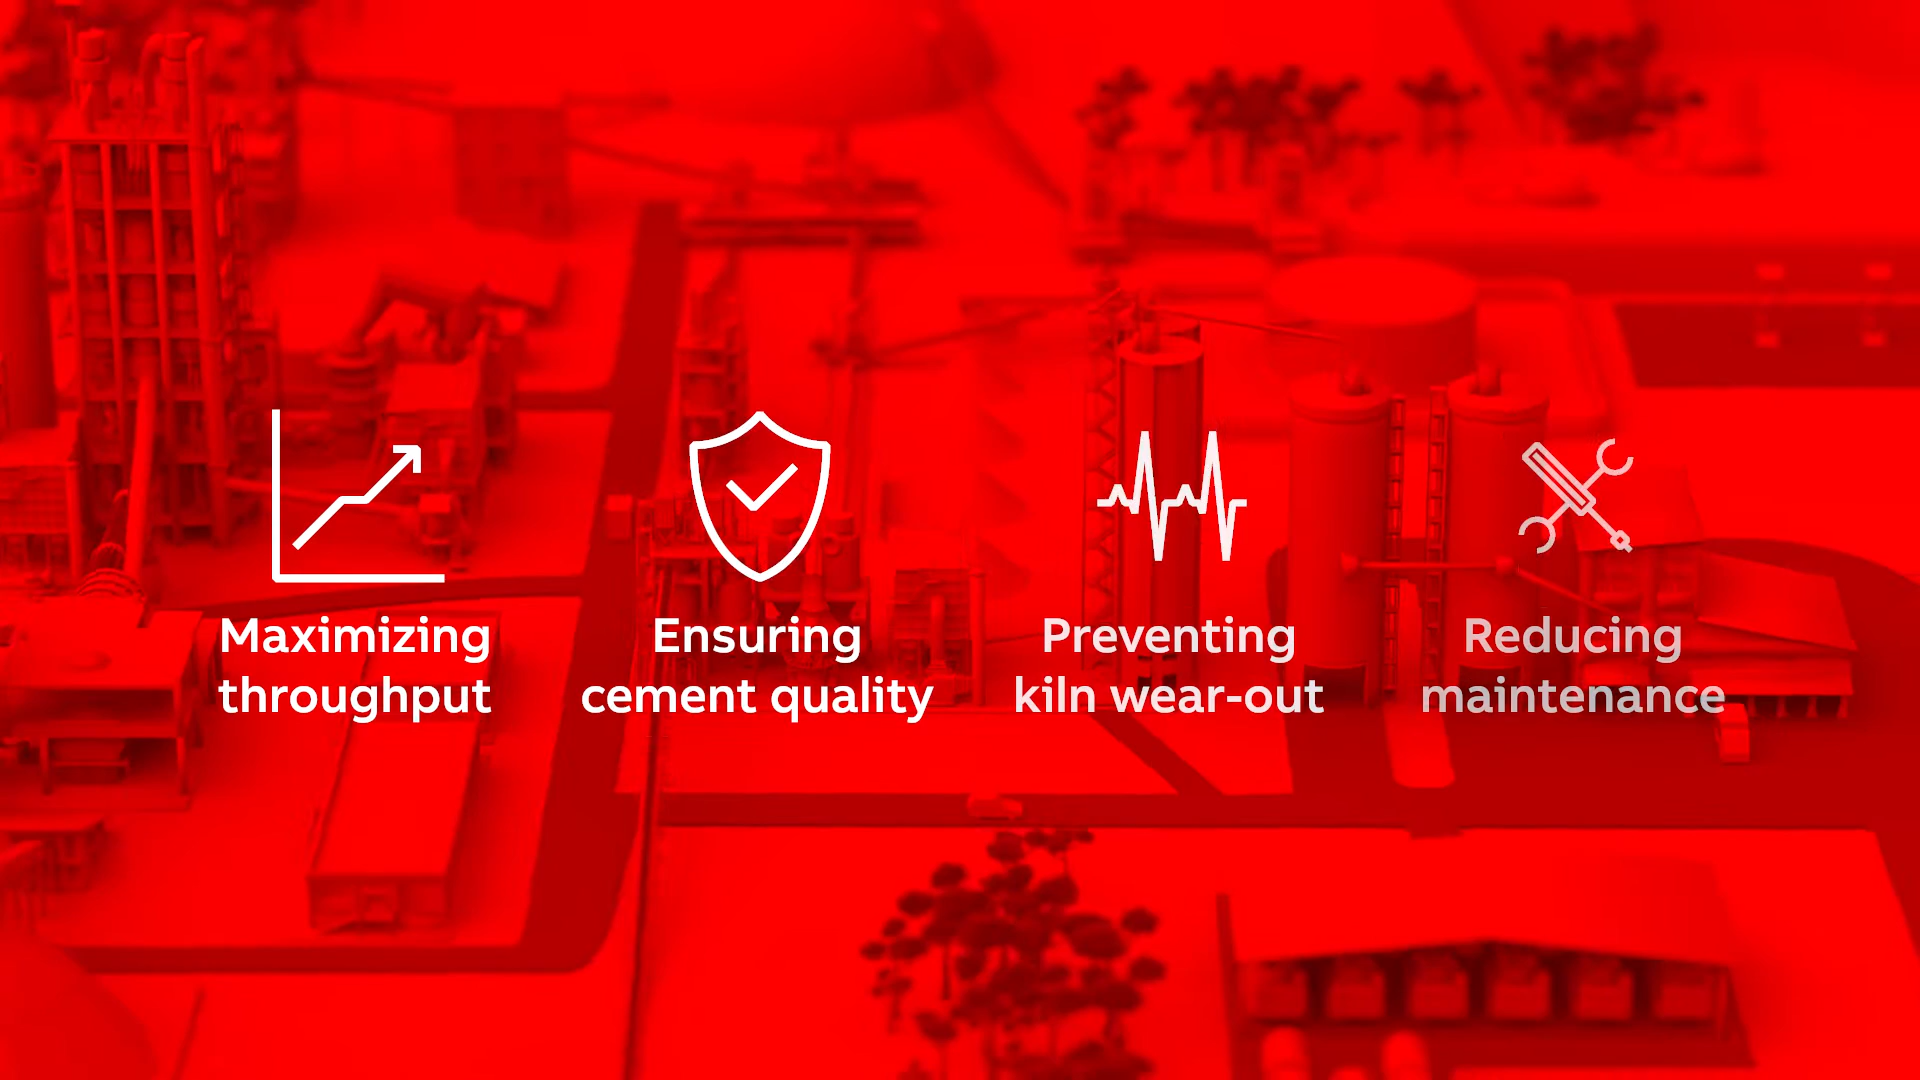 Maximizing
throughput
Ensuring
cement quality
Preventing
kiln wear-out
Reducing
maintenance